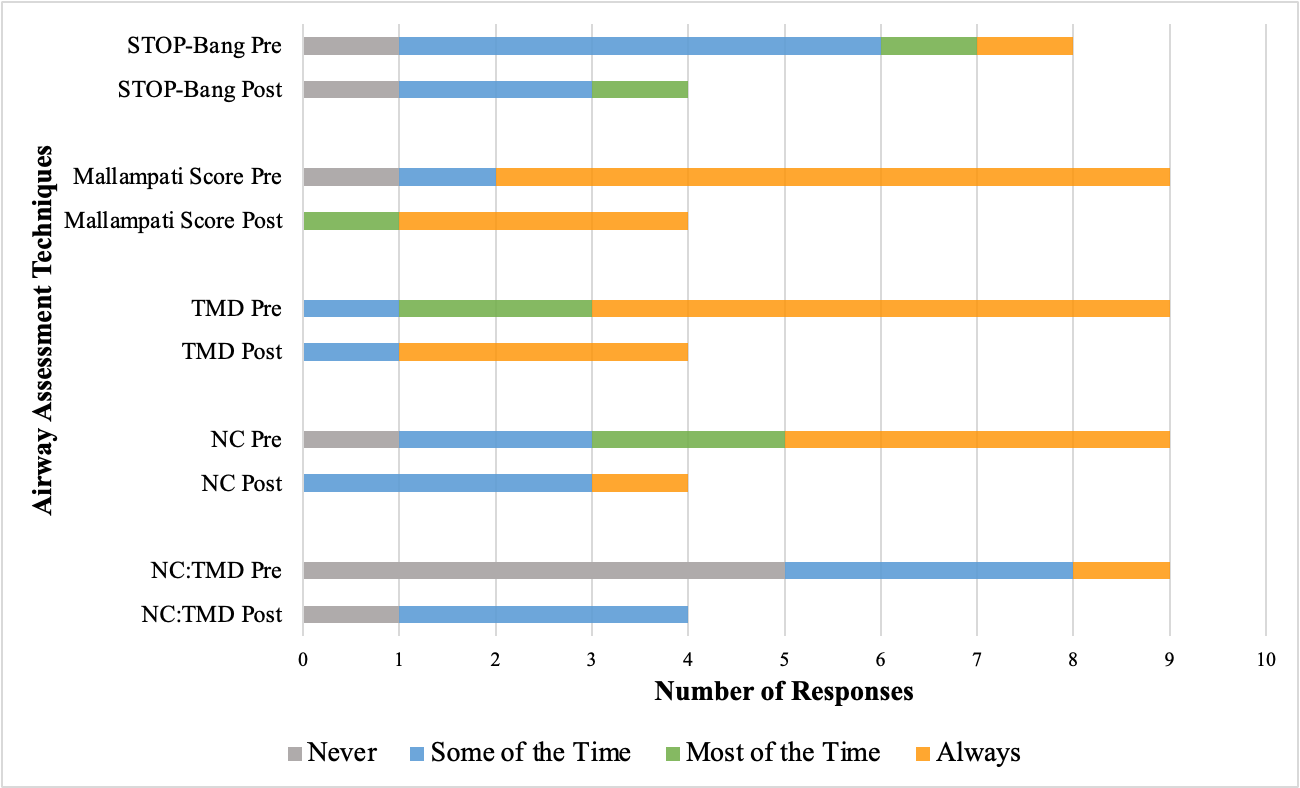 STOP-Bang Pre
STOP-Bang Post
Mallampati Score Pre
Mallampati Score Post
TMD Pre
TMD Post
NC Pre
NC Post
NC:TMD Pre
NC:TMD Post
Airway Assessment Techniques
0 1 2 3 4 5 6 7 8 9 10
Number of Responses
Never Some of the Time Most of the Time Always